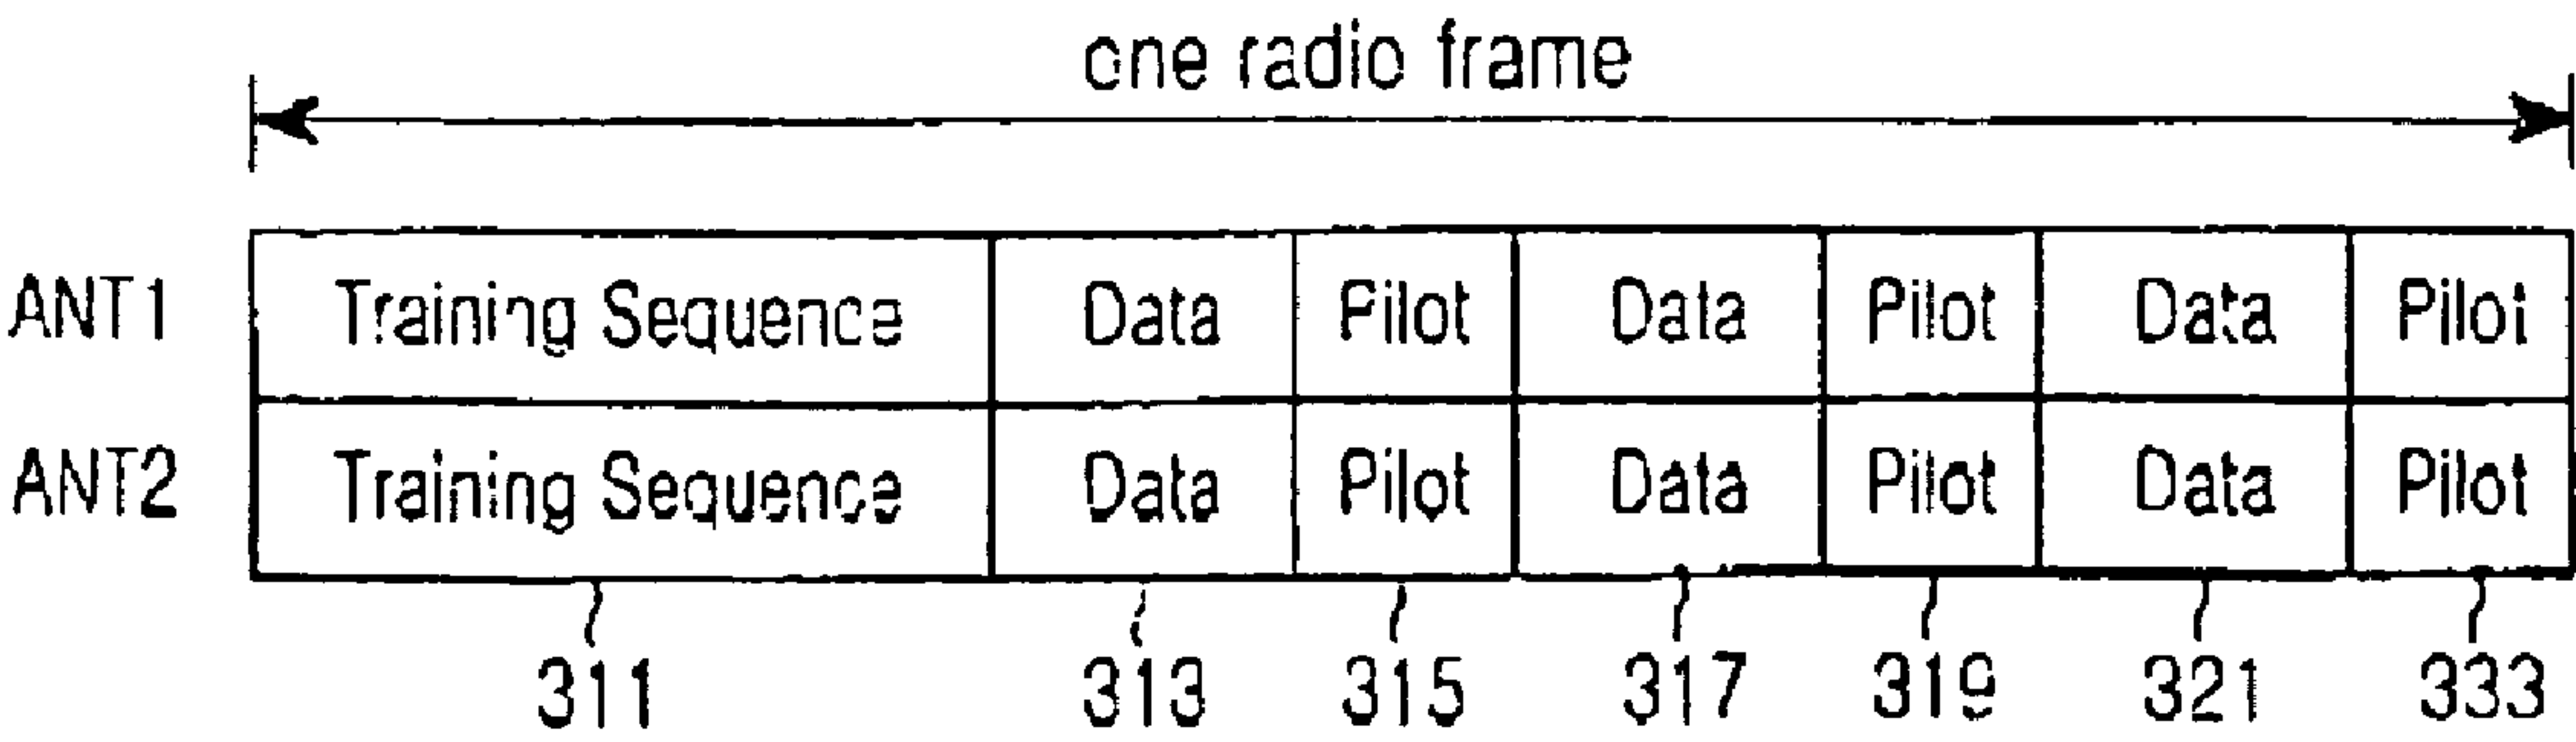 one radio frame
ANT1 Training Sequence Data Pilot Data Pilot Data Pilot
ANT2 Training Sequence Data Pilot Data Pilot Data Pilot
311 313 315 317 319 321 333